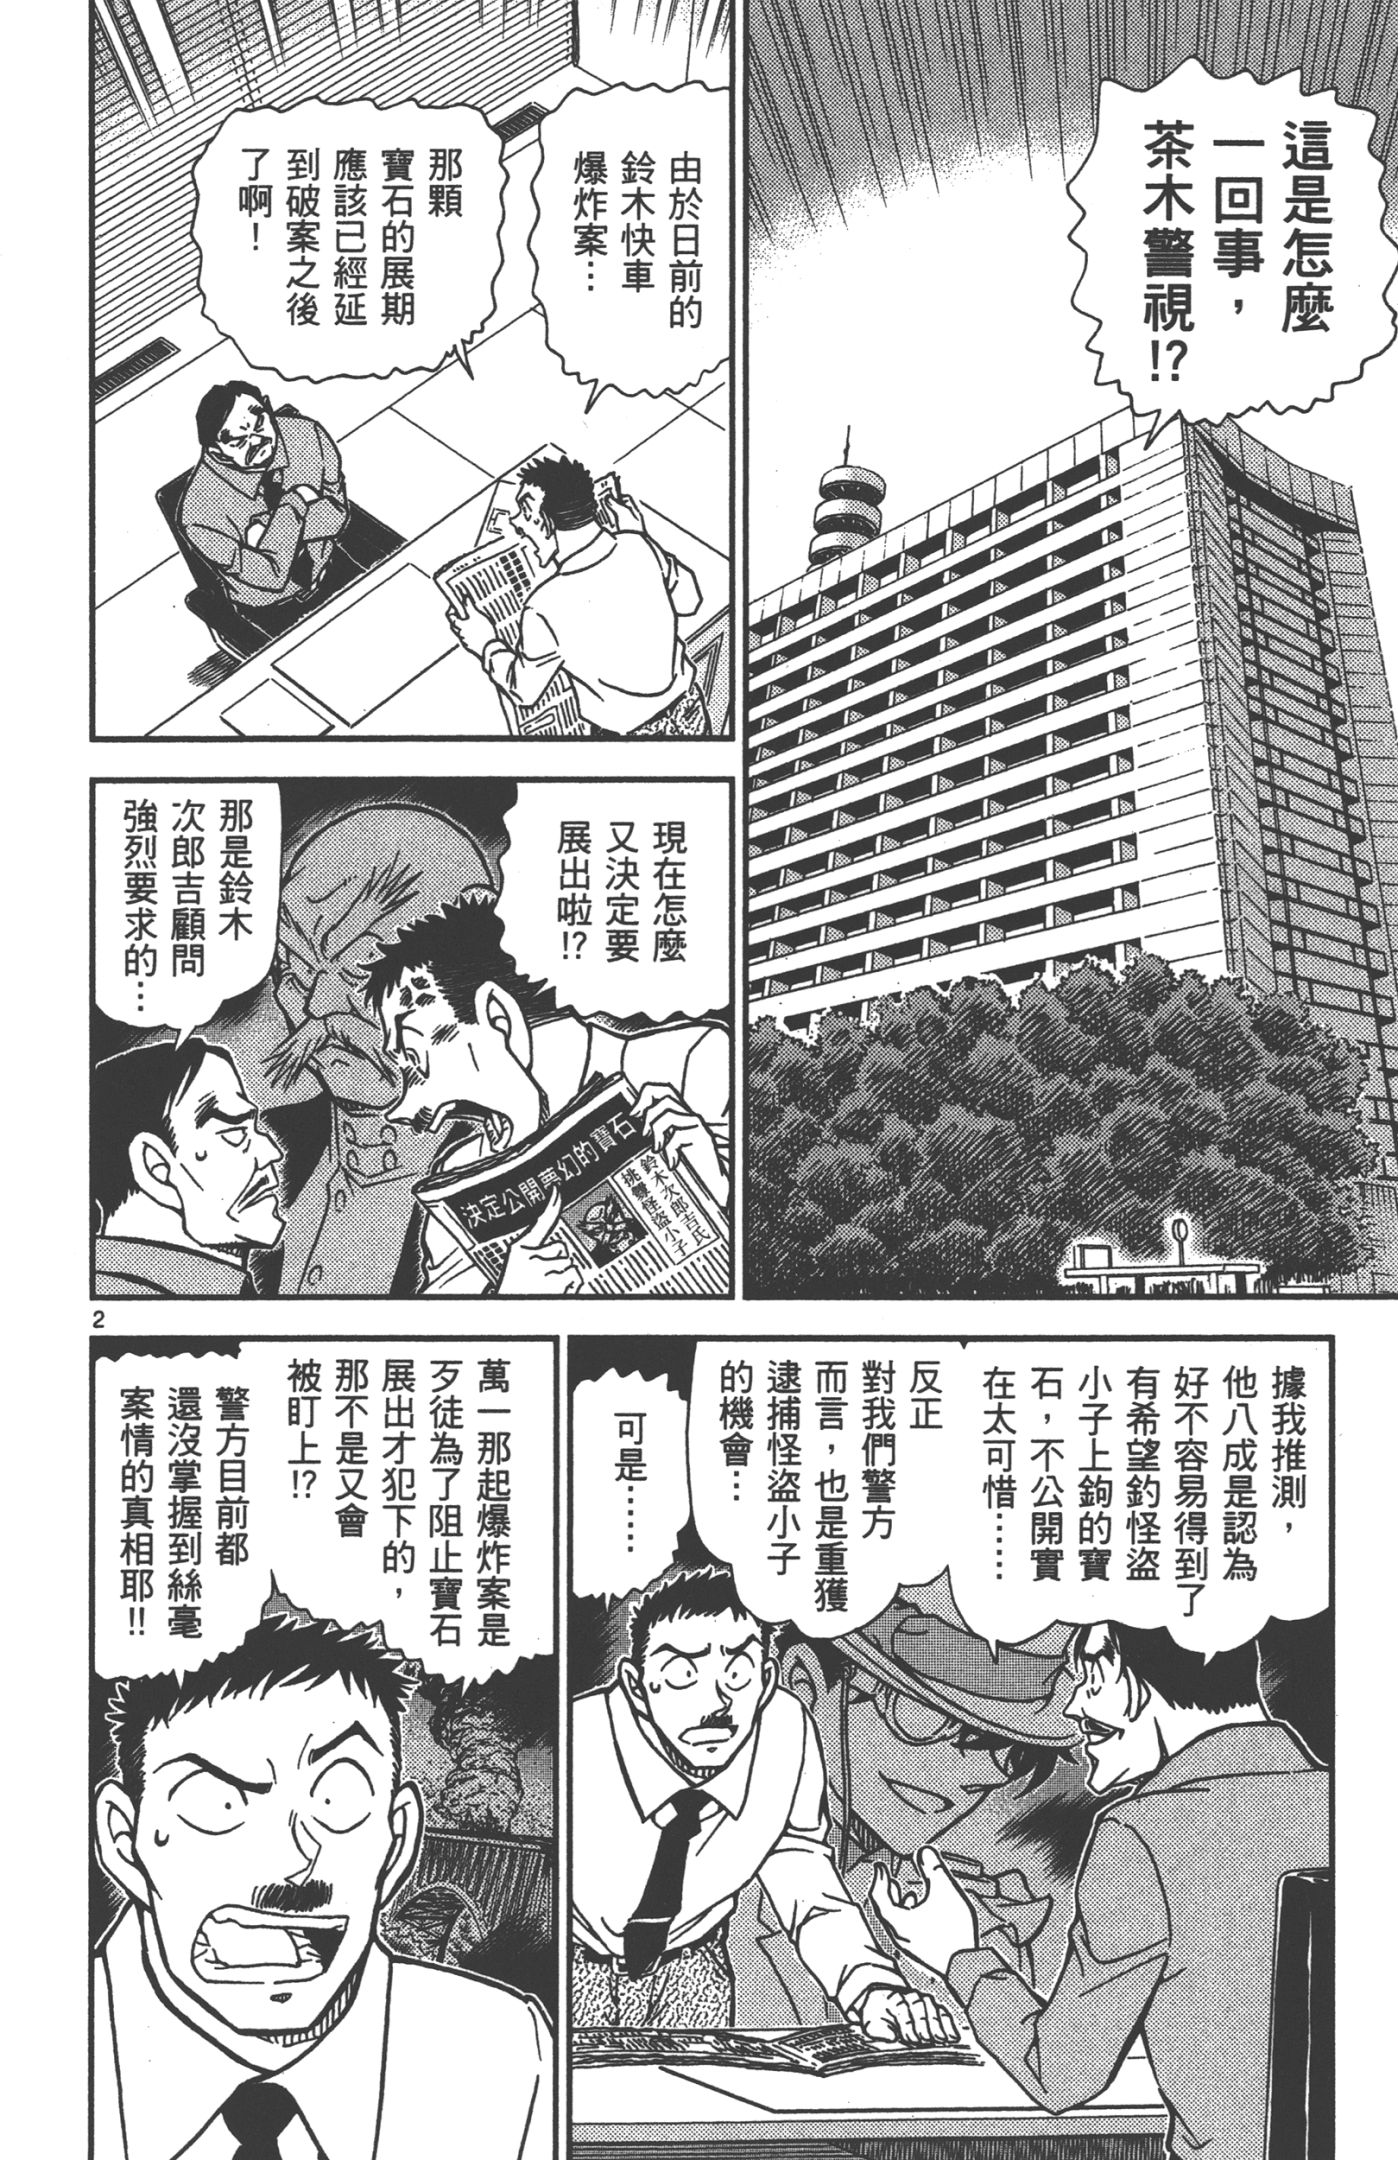 這是怎麼
一回事，
茶木警視!?
由於日前的
鈴木快車
爆炸案…
那顆
寶石的展期
應該已經延
到破案之後
了啊！
現在怎麼
又決定要
展出啦!?
那是鈴木
次郎吉顧問
強烈要求的…
決定公開夢幻的寶石
鈴木次郎吉氏
挑釁怪盜小子
2
據我推測，
他八成是認為
好不容易得到了
有希望釣怪盜
小子上鉤的寶
石，不公開實
在太可惜……
反正
對我們警方
而言，也是重獲
逮捕怪盜小子
的機會…
可是……
萬一那起爆炸案是
歹徒為了阻止寶石
展出才犯下的，
那不是又會
被盯上!?
警方目前都
還沒掌握到絲毫
案情的真相耶!!